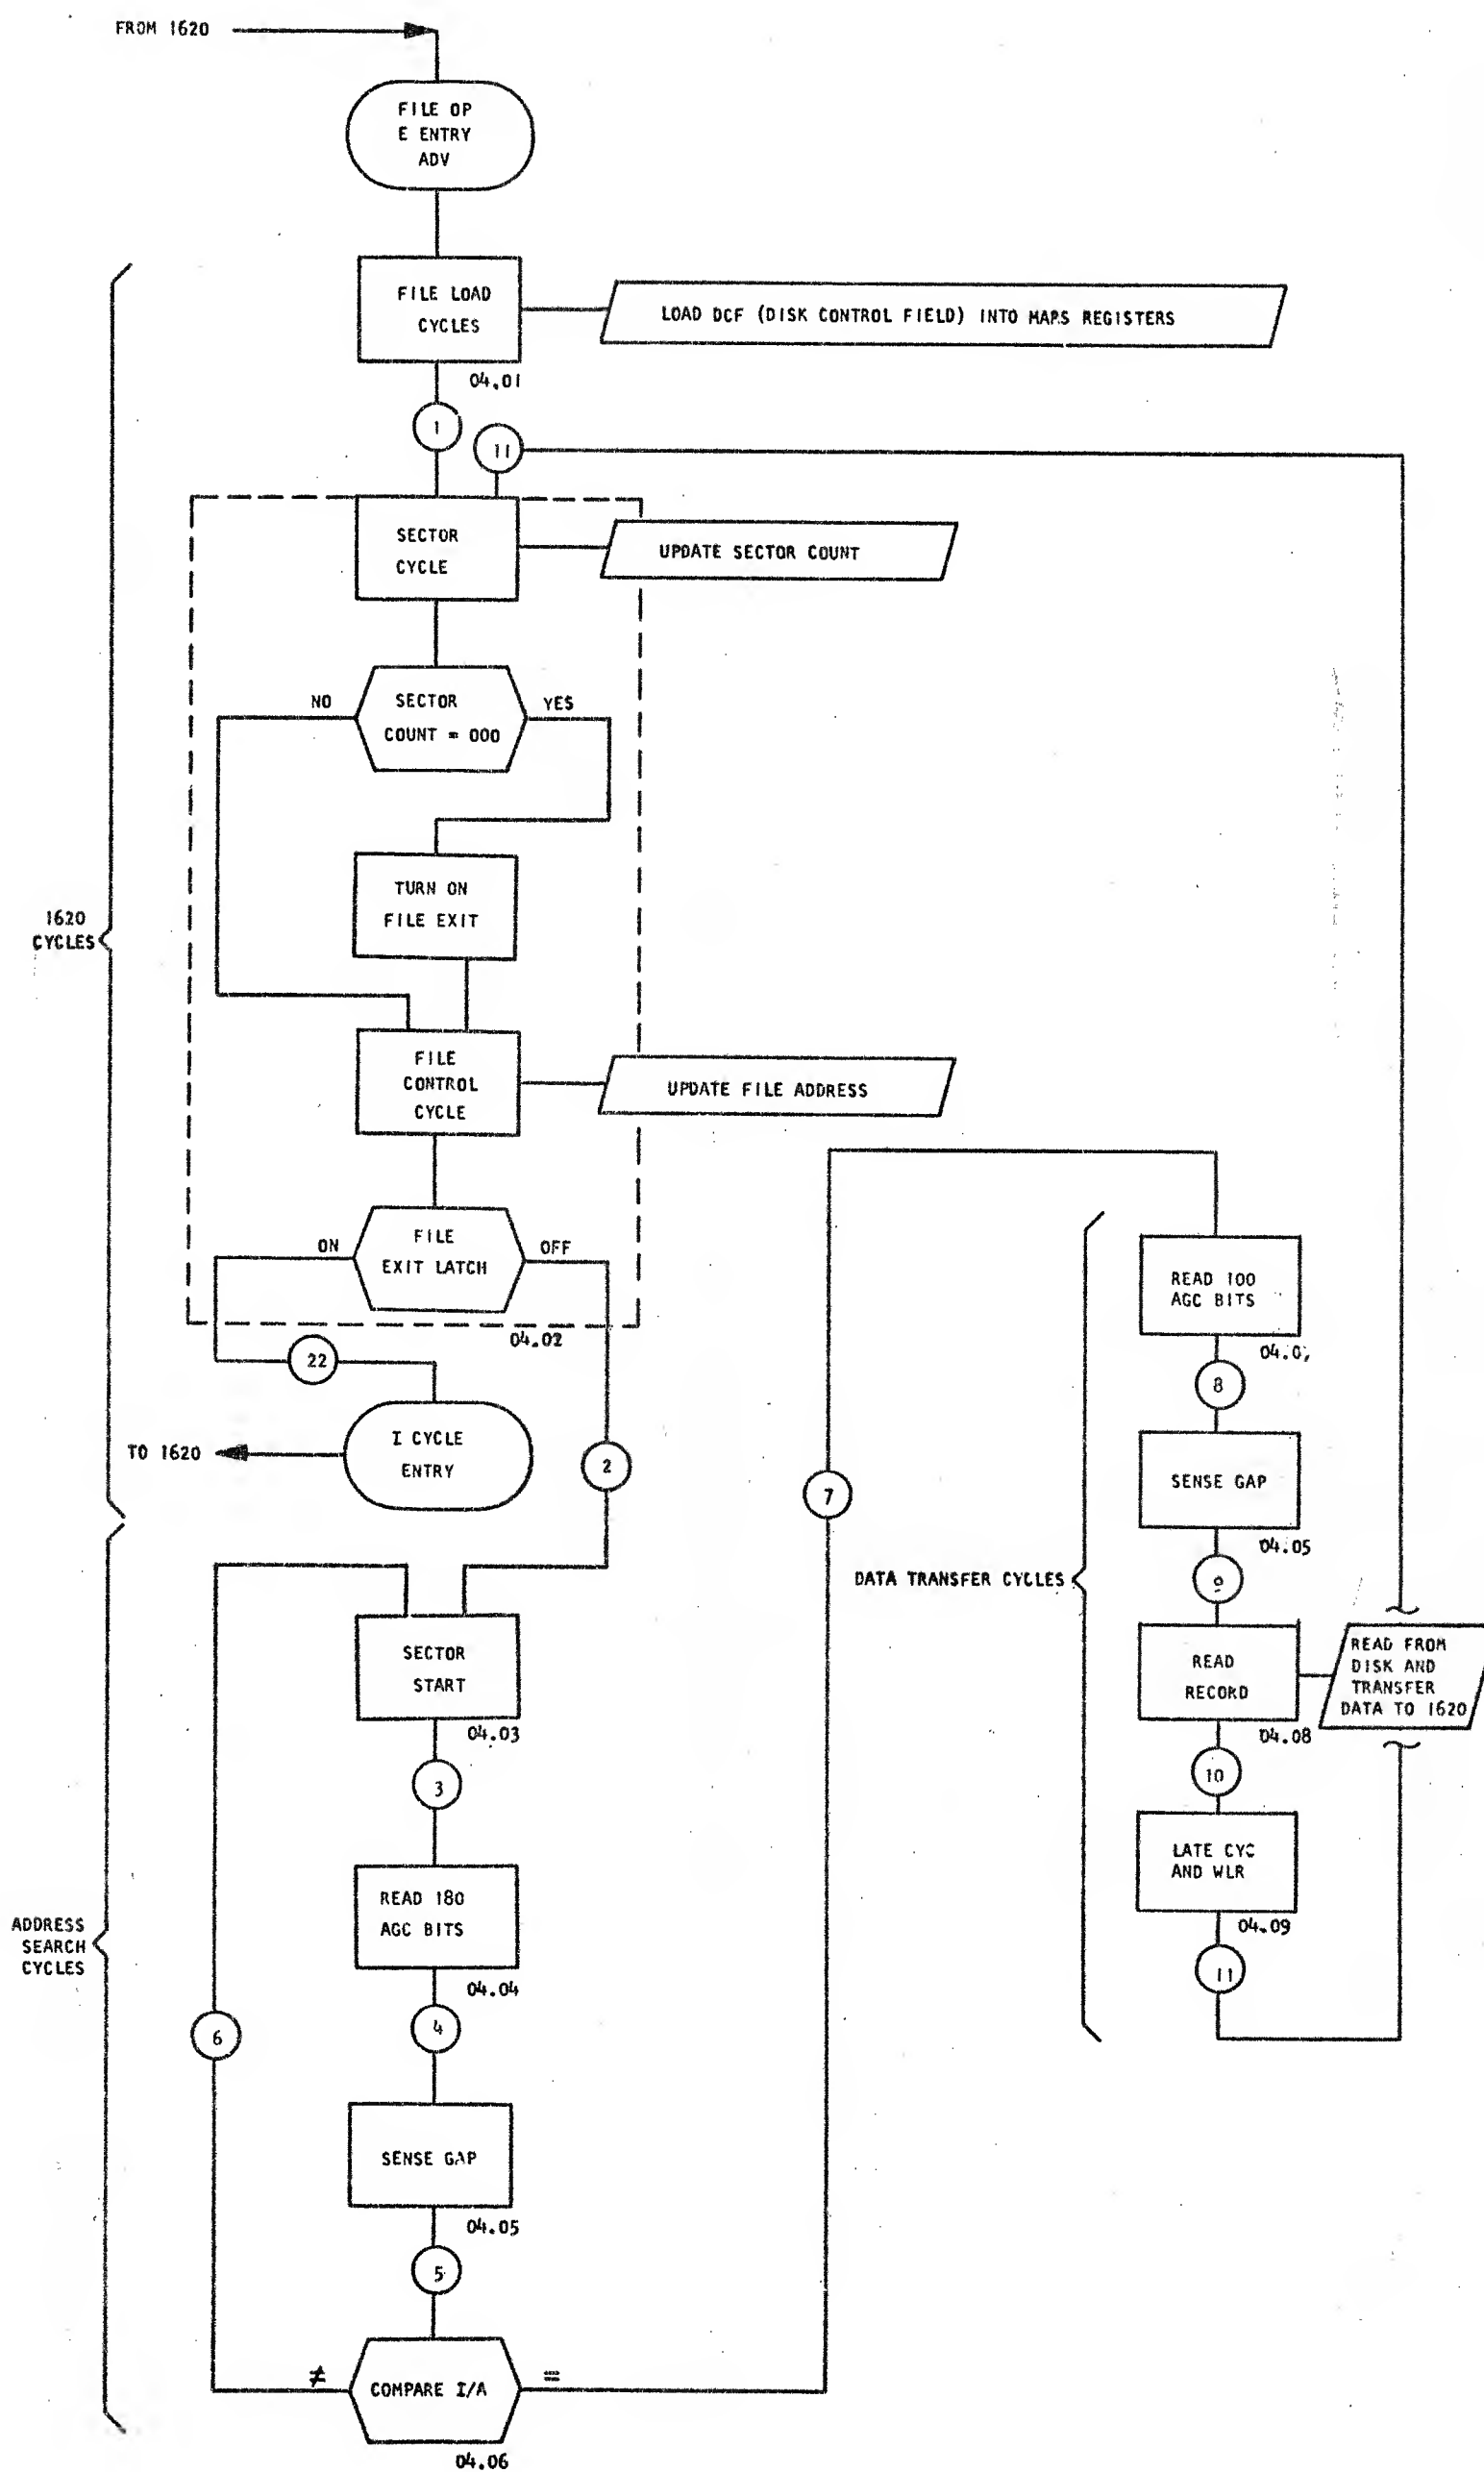 FROM 1620
FILE OP
E ENTRY
ADV
FILE LOAD
CYCLES
LOAD DCF (DISK CONTROL FIELD) INTO MARS REGISTERS
04.01
1
11
SECTOR
CYCLE
UPDATE SECTOR COUNT
NO
SECTOR
COUNT = 000
YES
TURN ON
FILE EXIT
1620
CYCLES
FILE
CONTROL
CYCLE
UPDATE FILE ADDRESS
ON
FILE
EXIT LATCH
OFF
04.02
22
I CYCLE
ENTRY
TO 1620
2
SECTOR
START
04.03
3
READ 180
AGC BITS
04.04
ADDRESS
SEARCH
CYCLES
4
6
SENSE GAP
04.05
5
≠
COMPARE I/A
=
04.06
7
READ 100
AGC BITS
8
SENSE GAP
04.05
DATA TRANSFER CYCLES
9
READ
RECORD
04.08
READ FROM
DISK AND
TRANSFER
DATA TO 1620
10
LATE CYC
AND WLR
04.09
11